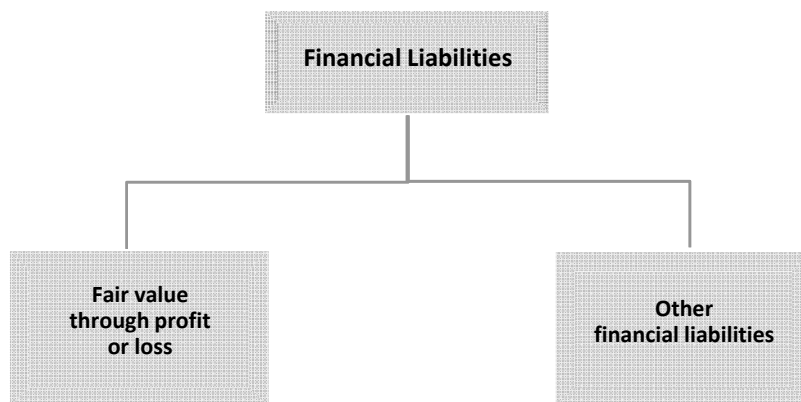 Financial Liabilities
Fair value
through profit
or loss
Other
financial liabilities